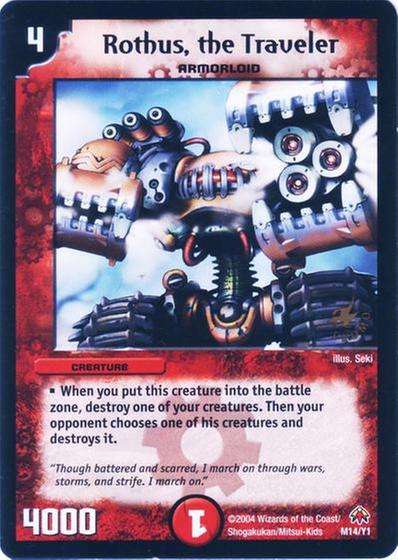 4
Rothus, the Traveler
ARMORLOID
illus. Seki
CREATURE
▪ When you put this creature into the battle
zone, destroy one of your creatures. Then your
opponent chooses one of his creatures and
destroys it.
“Though battered and scarred, I march on through wars,
storms, and strife. I march on.”
4000
1
©2004 Wizards of the Coast/
Shogakukan/Mitsui-Kids
M14/Y1